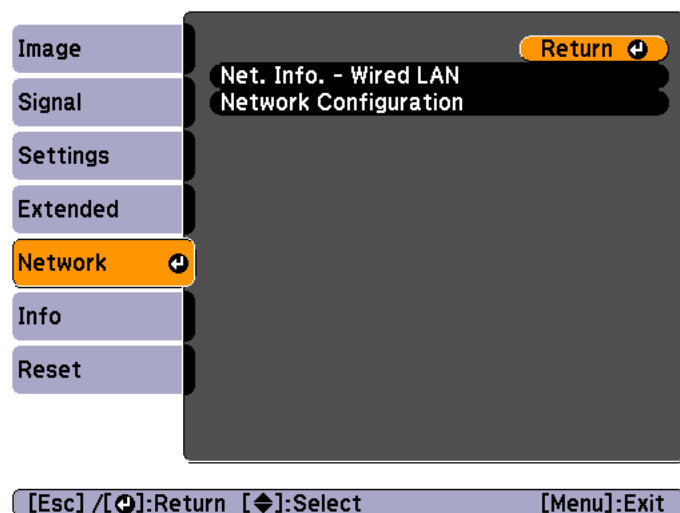 Image
Signal
Settings
Extended
Network
Info
Reset
Return
Net. Info. - Wired LAN
Network Configuration
[Esc] /[⏎]:Return [◆]:Select [Menu]:Exit